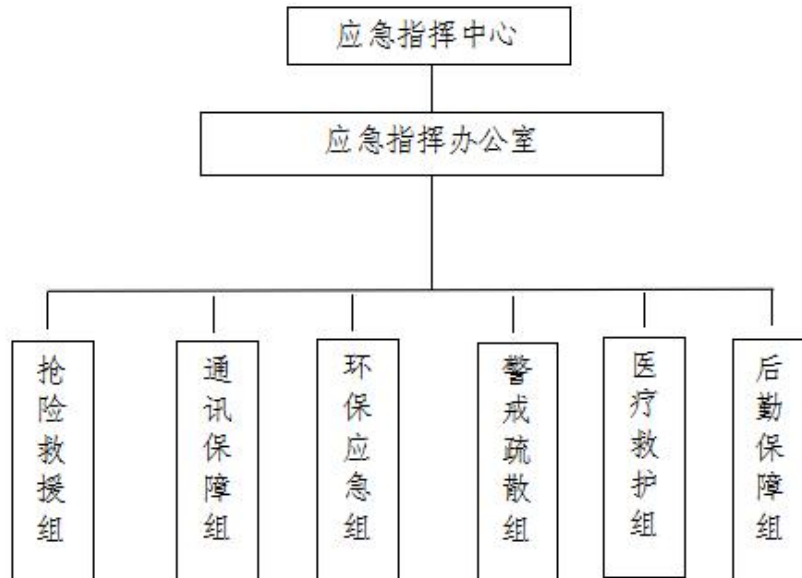 应急指挥中心
应急指挥办公室
抢险救援组
通讯保障组
环保应急组
警戒疏散组
医疗救护组
后勤保障组